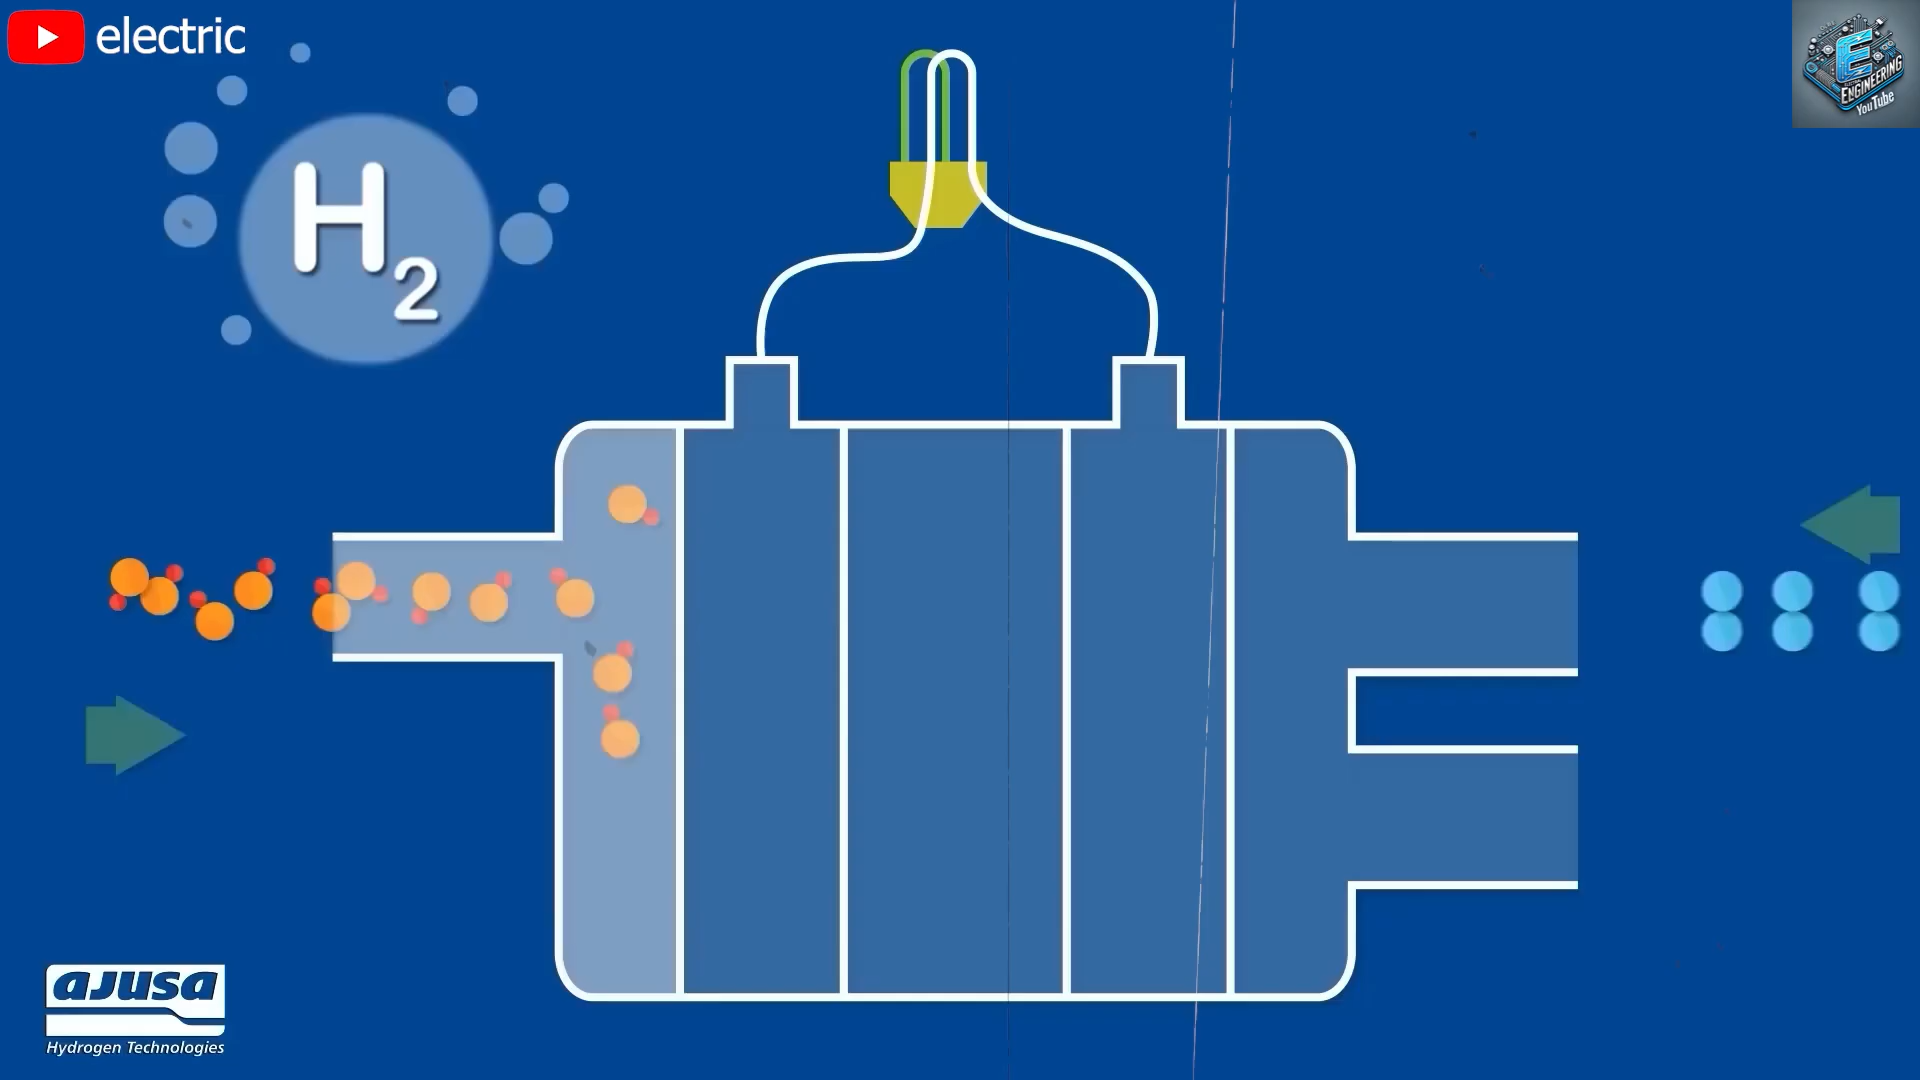 electric
E
ENGINEERING
YouTube
H2
AJUSA
Hydrogen Technologies